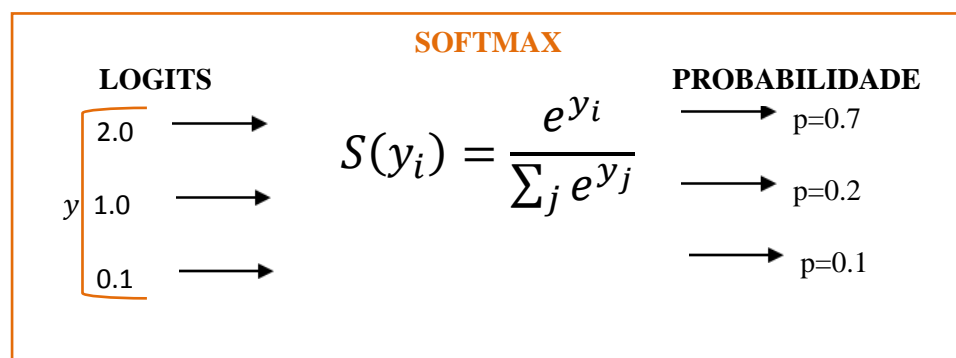 SOFTMAX
LOGITS PROBABILIDADE
2.0 p=0.7
S(y_i) = e^{y_i} / ∑_j e^{y_j}
y 1.0 p=0.2
0.1 p=0.1